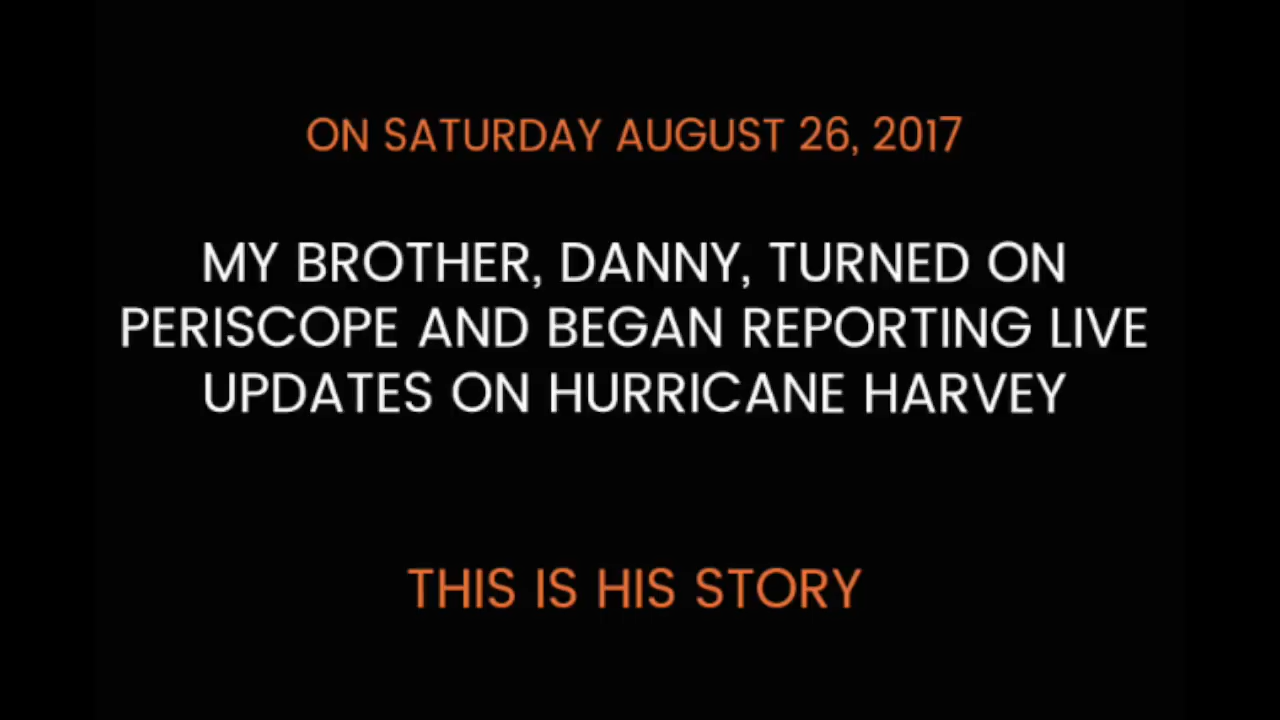 ON SATURDAY AUGUST 26, 2017
MY BROTHER, DANNY, TURNED ON
PERISCOPE AND BEGAN REPORTING LIVE
UPDATES ON HURRICANE HARVEY
THIS IS HIS STORY